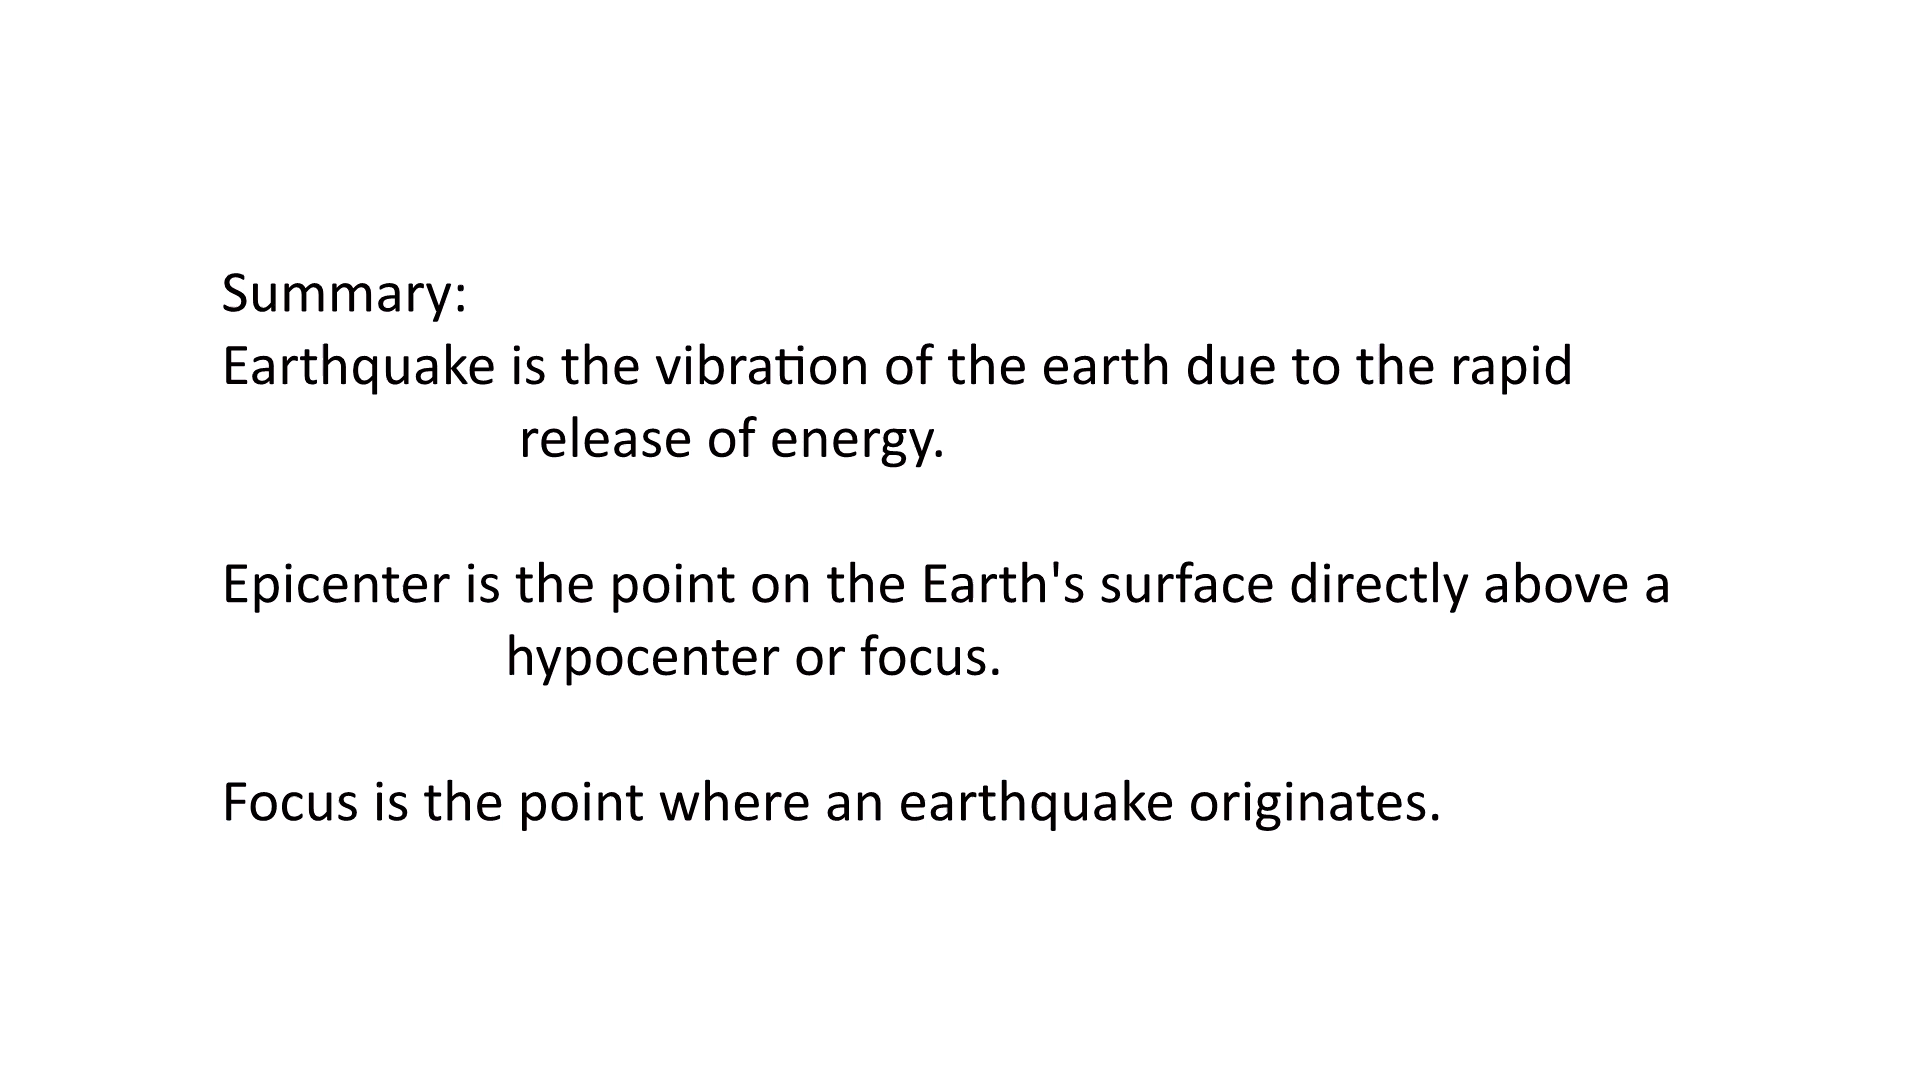 Summary:
Earthquake is the vibration of the earth due to the rapid
release of energy.
Epicenter is the point on the Earth's surface directly above a
hypocenter or focus.
Focus is the point where an earthquake originates.